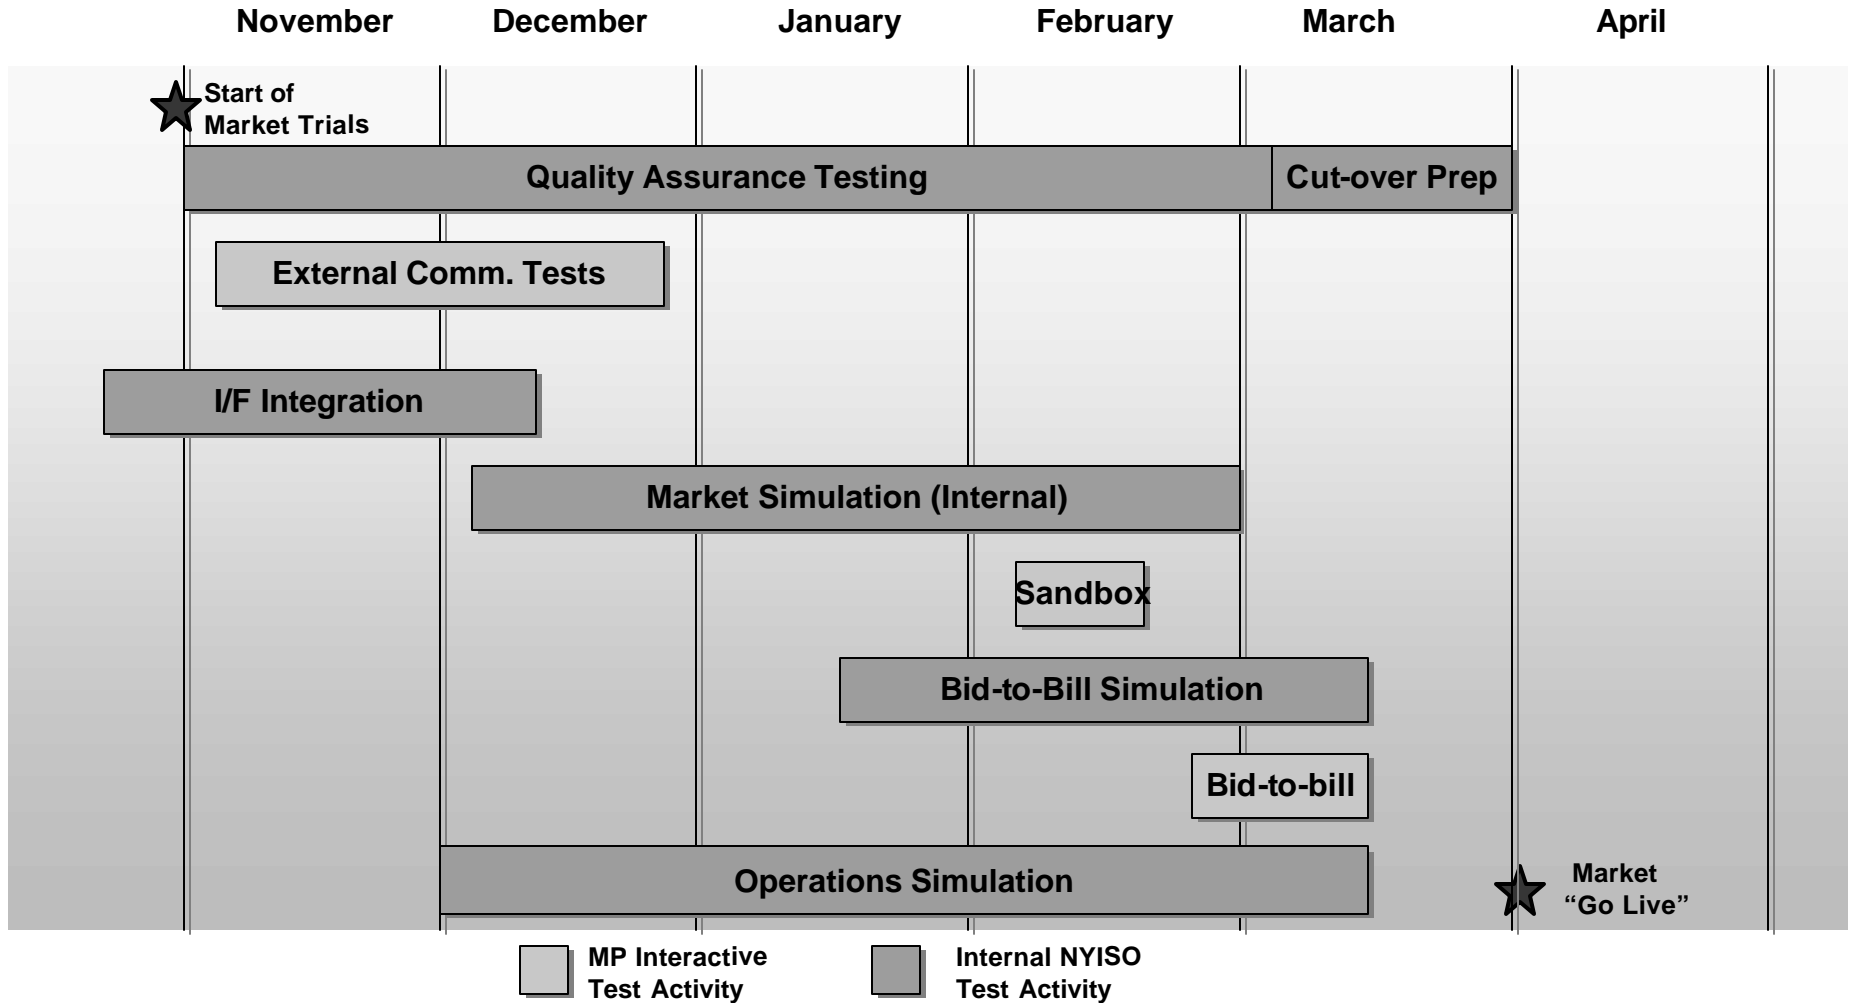 November December January February March April
Start of
Market Trials
Quality Assurance Testing Cut-over Prep
External Comm. Tests
I/F Integration
Market Simulation (Internal)
Sandbox
Bid-to-Bill Simulation
Bid-to-bill
Operations Simulation
Market
“Go Live”
MP Interactive
Test Activity
Internal NYISO
Test Activity